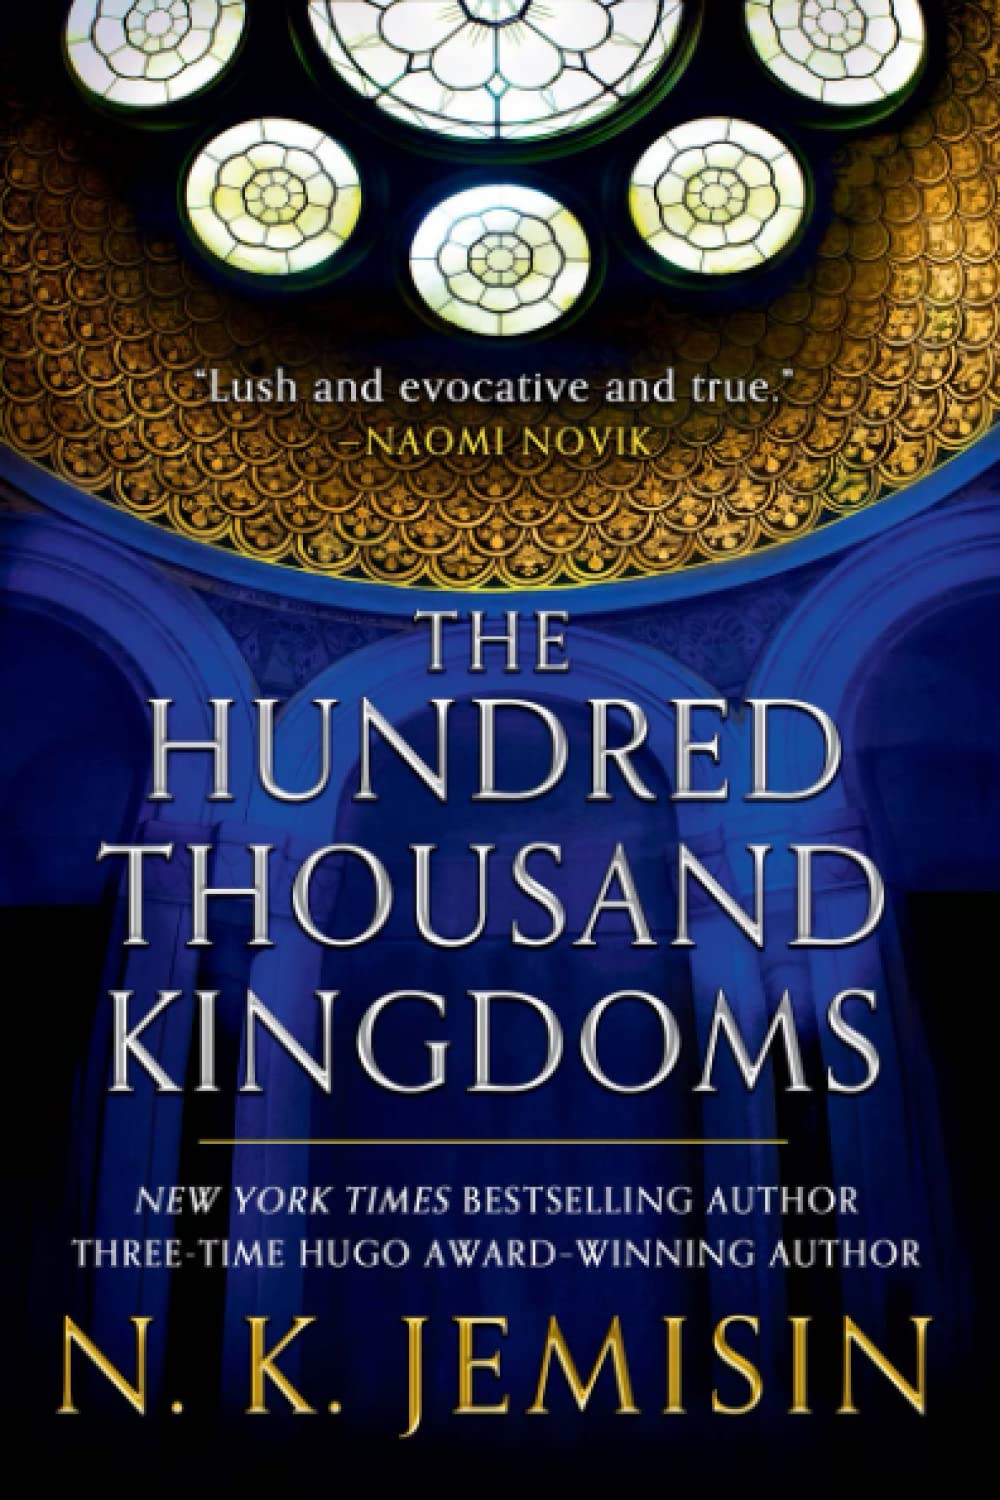 “Lush and evocative and true.”
–NAOMI NOVIK
THE
HUNDRED
THOUSAND
KINGDOMS
NEW YORK TIMES BESTSELLING AUTHOR
THREE-TIME HUGO AWARD–WINNING AUTHOR
N. K. JEMISIN